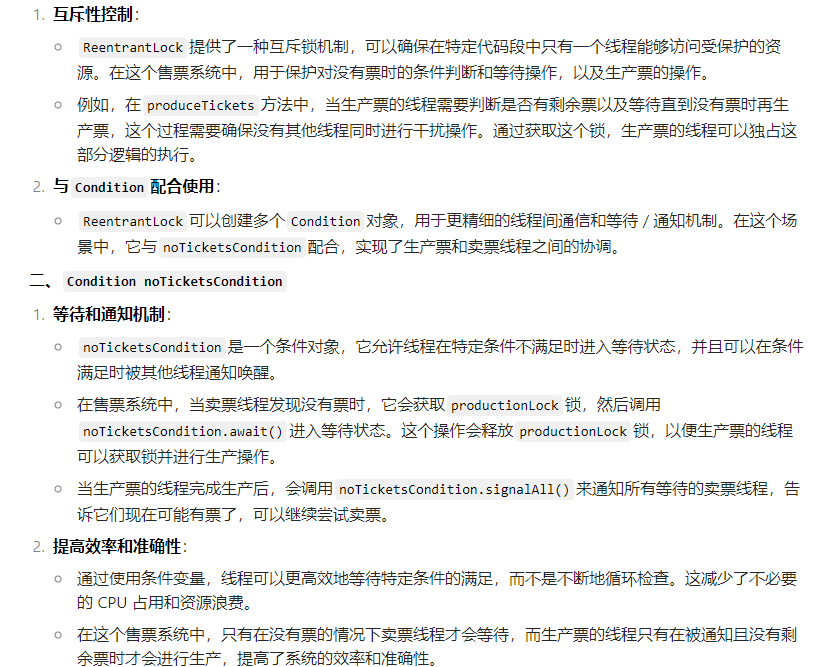 1. 互斥性控制：
ReentrantLock 提供了一种互斥锁机制，可以确保在特定代码段中只有一个线程能够访问受保护的资
源。在这个售票系统中，用于保护对没有票时的条件判断和等待操作，以及生产票的操作。
例如，在 produceTickets 方法中，当生产票的线程需要判断是否有剩余票以及等待直到没有票时再生
产票，这个过程需要确保没有其他线程同时进行干扰操作。通过获取这个锁，生产票的线程可以独占这
部分逻辑的执行。
2. 与 Condition 配合使用：
ReentrantLock 可以创建多个 Condition 对象，用于更精细的线程间通信和等待 / 通知机制。在这个场
景中，它与 noTicketsCondition 配合，实现了生产票和卖票线程之间的协调。
二、 Condition noTicketsCondition
1. 等待和通知机制：
noTicketsCondition 是一个条件对象，它允许线程在特定条件不满足时进入等待状态，并且可以在条件
满足时被其他线程通知唤醒。
在售票系统中，当卖票线程发现没有票时，它会获取 productionLock 锁，然后调用
noTicketsCondition.await() 进入等待状态。这个操作会释放 productionLock 锁，以便生产票的线程
可以获取锁并进行生产操作。
当生产票的线程完成生产后，会调用 noTicketsCondition.signalAll() 来通知所有等待的卖票线程，告
诉它们现在可能有票了，可以继续尝试卖票。
2. 提高效率和准确性：
通过使用条件变量，线程可以更高效地等待特定条件的满足，而不是不断地循环检查。这减少了不必要
的 CPU 占用和资源浪费。
在这个售票系统中，只有在没有票的情况下卖票线程才会等待，而生产票的线程只有在被通知且没有剩
余票时才会进行生产，提高了系统的效率和准确性。